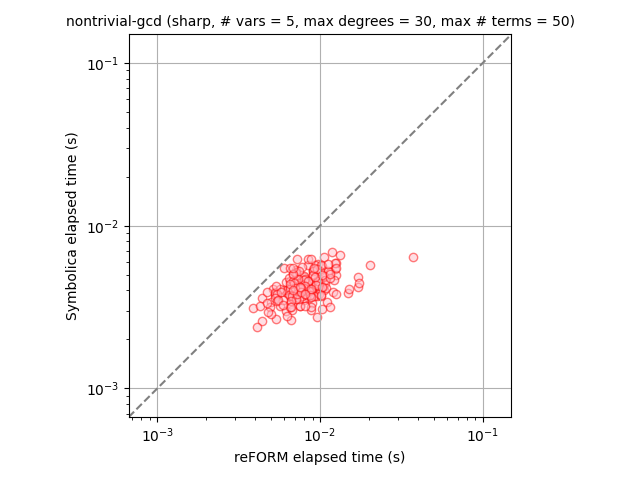 nontrivial-gcd (sharp, # vars = 5, max degrees = 30, max # terms = 50)
Symbolica elapsed time (s)
10⁻¹
10⁻²
10⁻³
10⁻³ 10⁻² 10⁻¹
reFORM elapsed time (s)